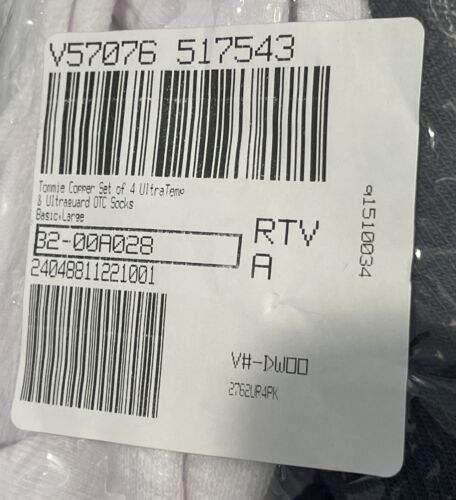 V57076 517543
Tommie Copper Set of 4 UltraTemp
& Ultraguard OTC Socks
Basic,Large
B2-00A028
24048811221001
RTV
A
91510034
V#-DW00
2762UR4PK